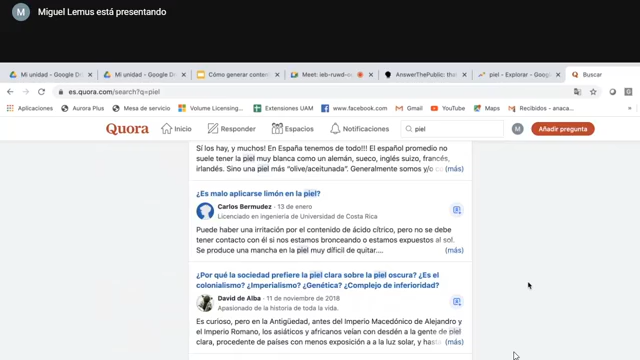 M Miguel Lemus está presentando
Mi unidad - Google Dr
Mi unidad - Google Dr
Cómo generar conten
Meet: ieb-ruwd-c
AnswerThePublic: tha
piel - Explorar - Goog
Buscar
es.quora.com/search?q=piel
Aplicaciones
Aurora Plus
Mesa de servicio
Volume Licensing...
Extensiones UAM
www.facebook.com
Gmail
YouTube
Maps
Recibidos - anaca...
Quora
Inicio
Responder
Espacios
Notificaciones
piel
M
Añadir pregunta
Sí los hay, y muchos! En España tenemos de todo!!! El español promedio no
suele tener la piel muy blanca como un alemán, sueco, inglés suizo, francés,
irlandés. Sino una piel más "olive/aceitunada". Generalmente somos y/o (más)
¿Es malo aplicarse limón en la piel?
Carlos Bermudez · 13 de enero
Licenciado en ingeniería de Universidad de Costa Rica
Puede haber una irritación por el contenido de ácido cítrico, pero no se debe
tener contacto con él si nos estamos bronceando o estamos expuestos al sol.
Se produce una mancha en la piel muy difícil de quitar.... (más)
¿Por qué la sociedad prefiere la piel clara sobre la piel oscura? ¿Es el
colonialismo? ¿Imperialismo? ¿Genética? ¿Complejo de inferioridad?
David de Alba · 11 de noviembre de 2018
Apasionado de la historia de toda la vida.
Es curioso, pero en la Antigüedad, antes del Imperio Macedónico de Alejandro y
el Imperio Romano, los asiáticos y africanos veían con desdén a la gente de piel
clara, procedente de países con menos exposición a a luz solar, y hasta (más)